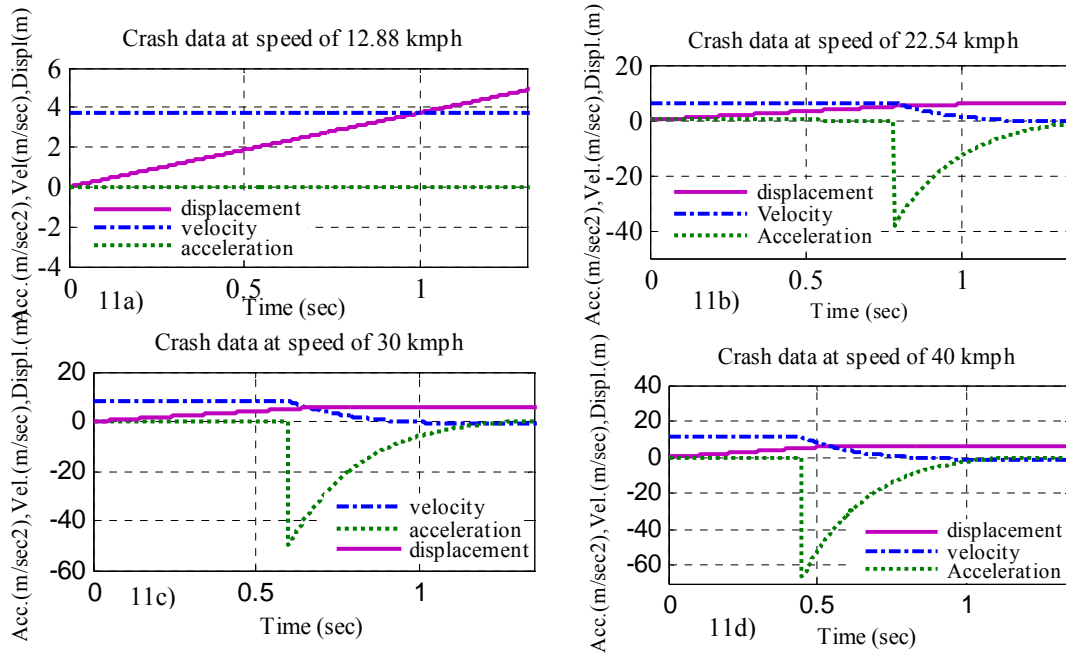 Crash data at speed of 12.88 kmph
Acc.(m/sec2),Vel(m/sec),Displ(m)
6
4
2
0
-2
-4
displacement
velocity
acceleration
0
0.5
1
11a)
Time (sec)
Crash data at speed of 22.54 kmph
Acc.(m/sec2),Vel.(m/sec),Displ.(m)
20
0
-20
-40
displacement
Velocity
Acceleration
0
0.5
1
11b)
Time (sec)
Crash data at speed of 30 kmph
Acc.(m/sec2),Vel.(m/sec),Displ.(m)
20
0
-20
-40
-60
velocity
acceleration
displacement
0
0.5
1
11c)
Time (sec)
Crash data at speed of 40 kmph
Acc.(m/sec2),Vel.(m/sec),Displ.(m)
40
20
0
-20
-40
-60
displacement
velocity
Acceleration
0
0.5
1
11d)
Time (sec)